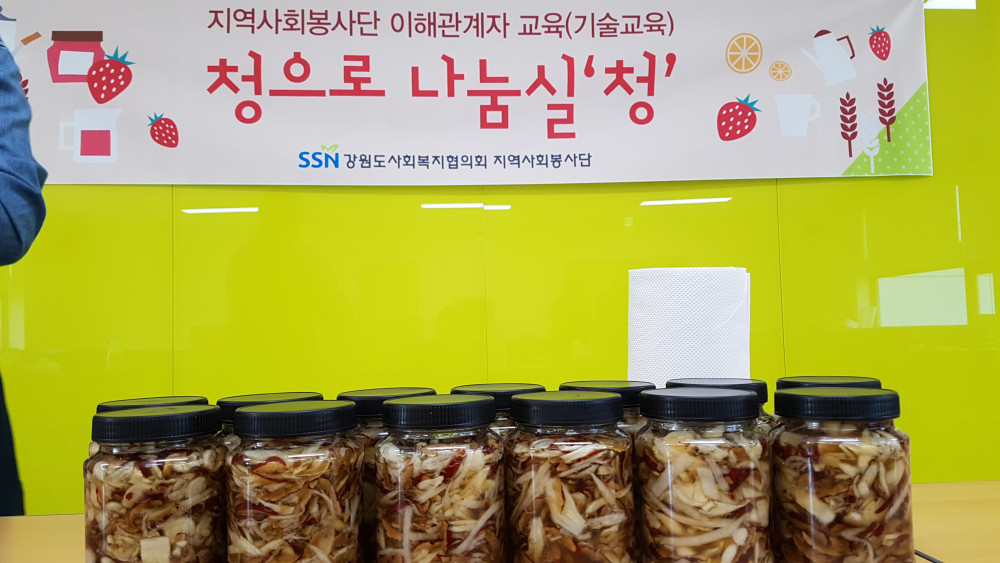 지역사회봉사단 이해관계자 교육(기술교육)
청으로 나눔실‘청’
SSN 강원도사회복지협의회 지역사회봉사단